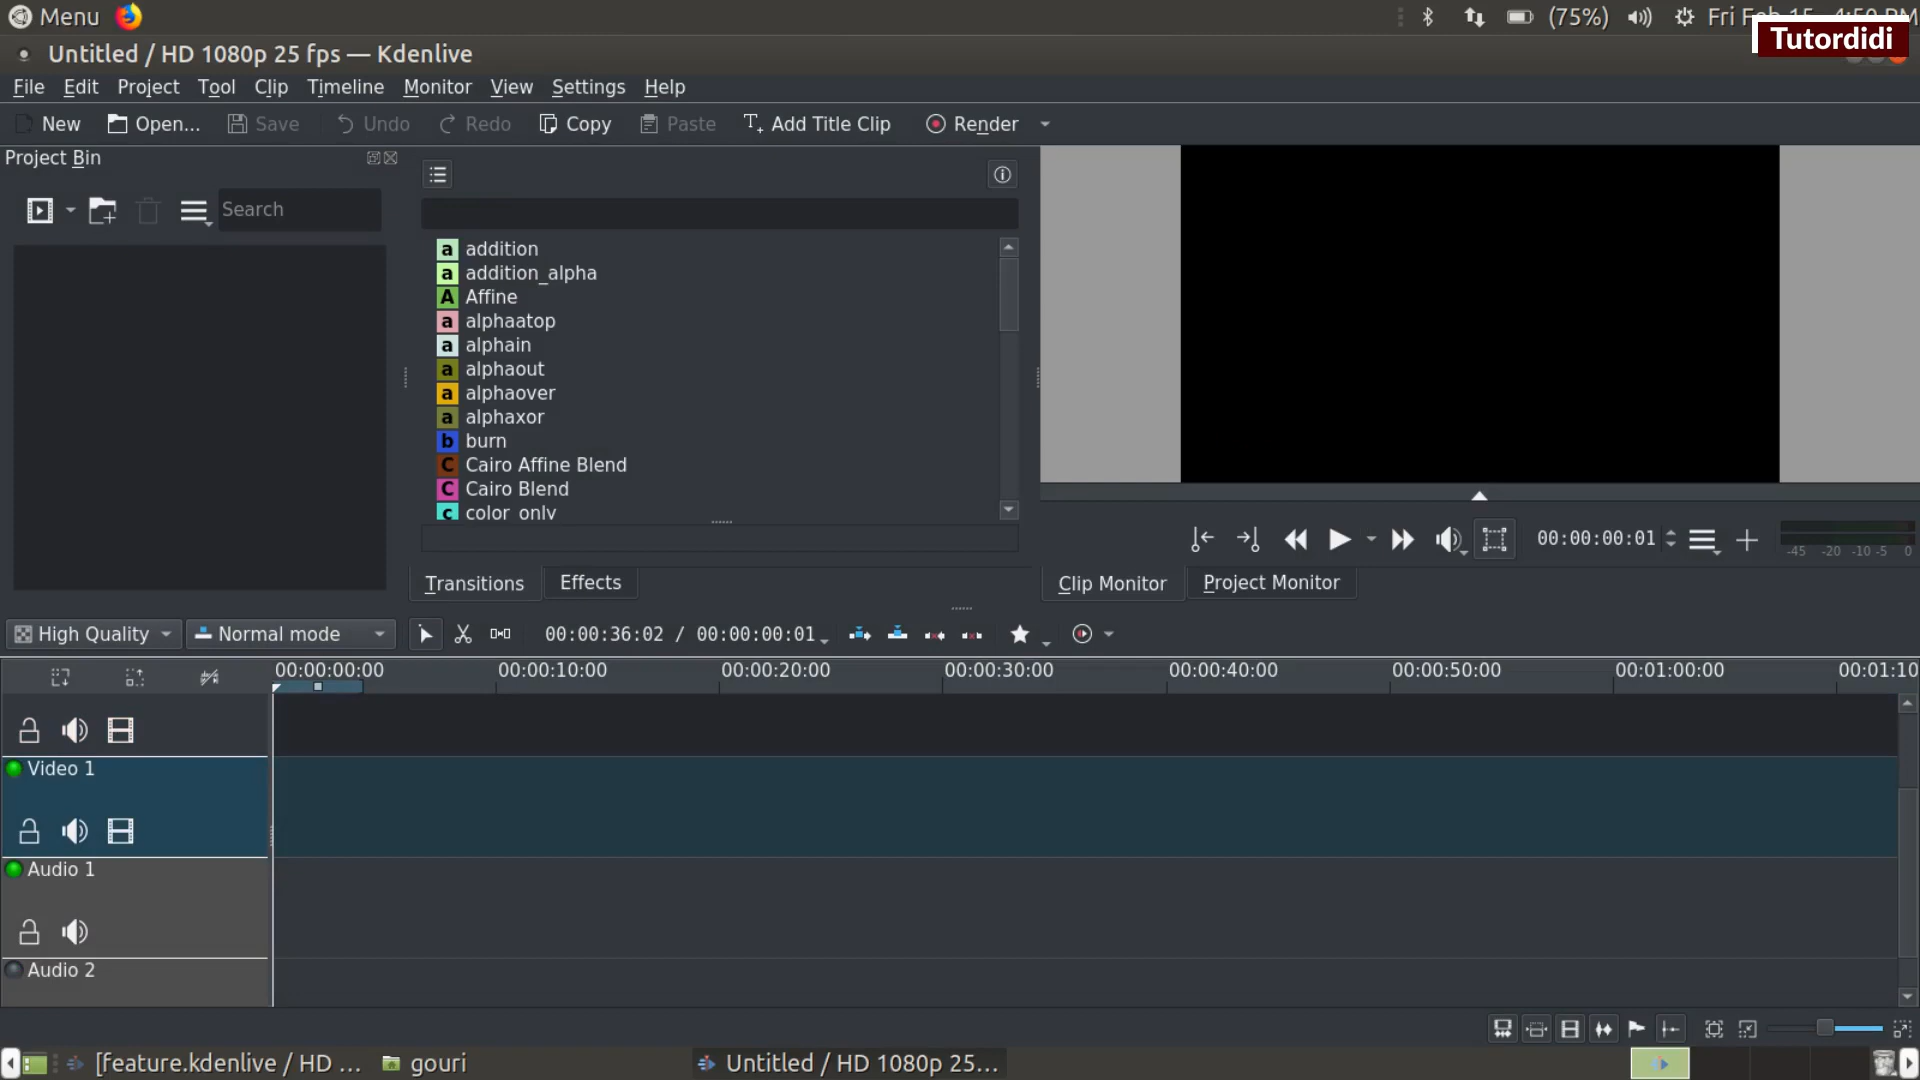 Menu
(75%)
Fri Feb 15
4:50 PM
Tutordidi
Untitled / HD 1080p 25 fps — Kdenlive
File Edit Project Tool Clip Timeline Monitor View Settings Help
New Open... Save Undo Redo Copy Paste Add Title Clip Render
Project Bin
Search
a addition
a addition_alpha
A Affine
a alphaatop
a alphain
a alphaout
a alphaover
a alphaxor
b burn
C Cairo Affine Blend
C Cairo Blend
c color_only
00:00:00:01
-45 -20 -10 -5 0
Transitions Effects
Clip Monitor Project Monitor
High Quality Normal mode 00:00:36:02 / 00:00:00:01
00:00:00:00 00:00:10:00 00:00:20:00 00:00:30:00 00:00:40:00 00:00:50:00 00:01:00:00 00:01:10
Video 1
Audio 1
Audio 2
[feature.kdenlive / HD ... gouri Untitled / HD 1080p 25...